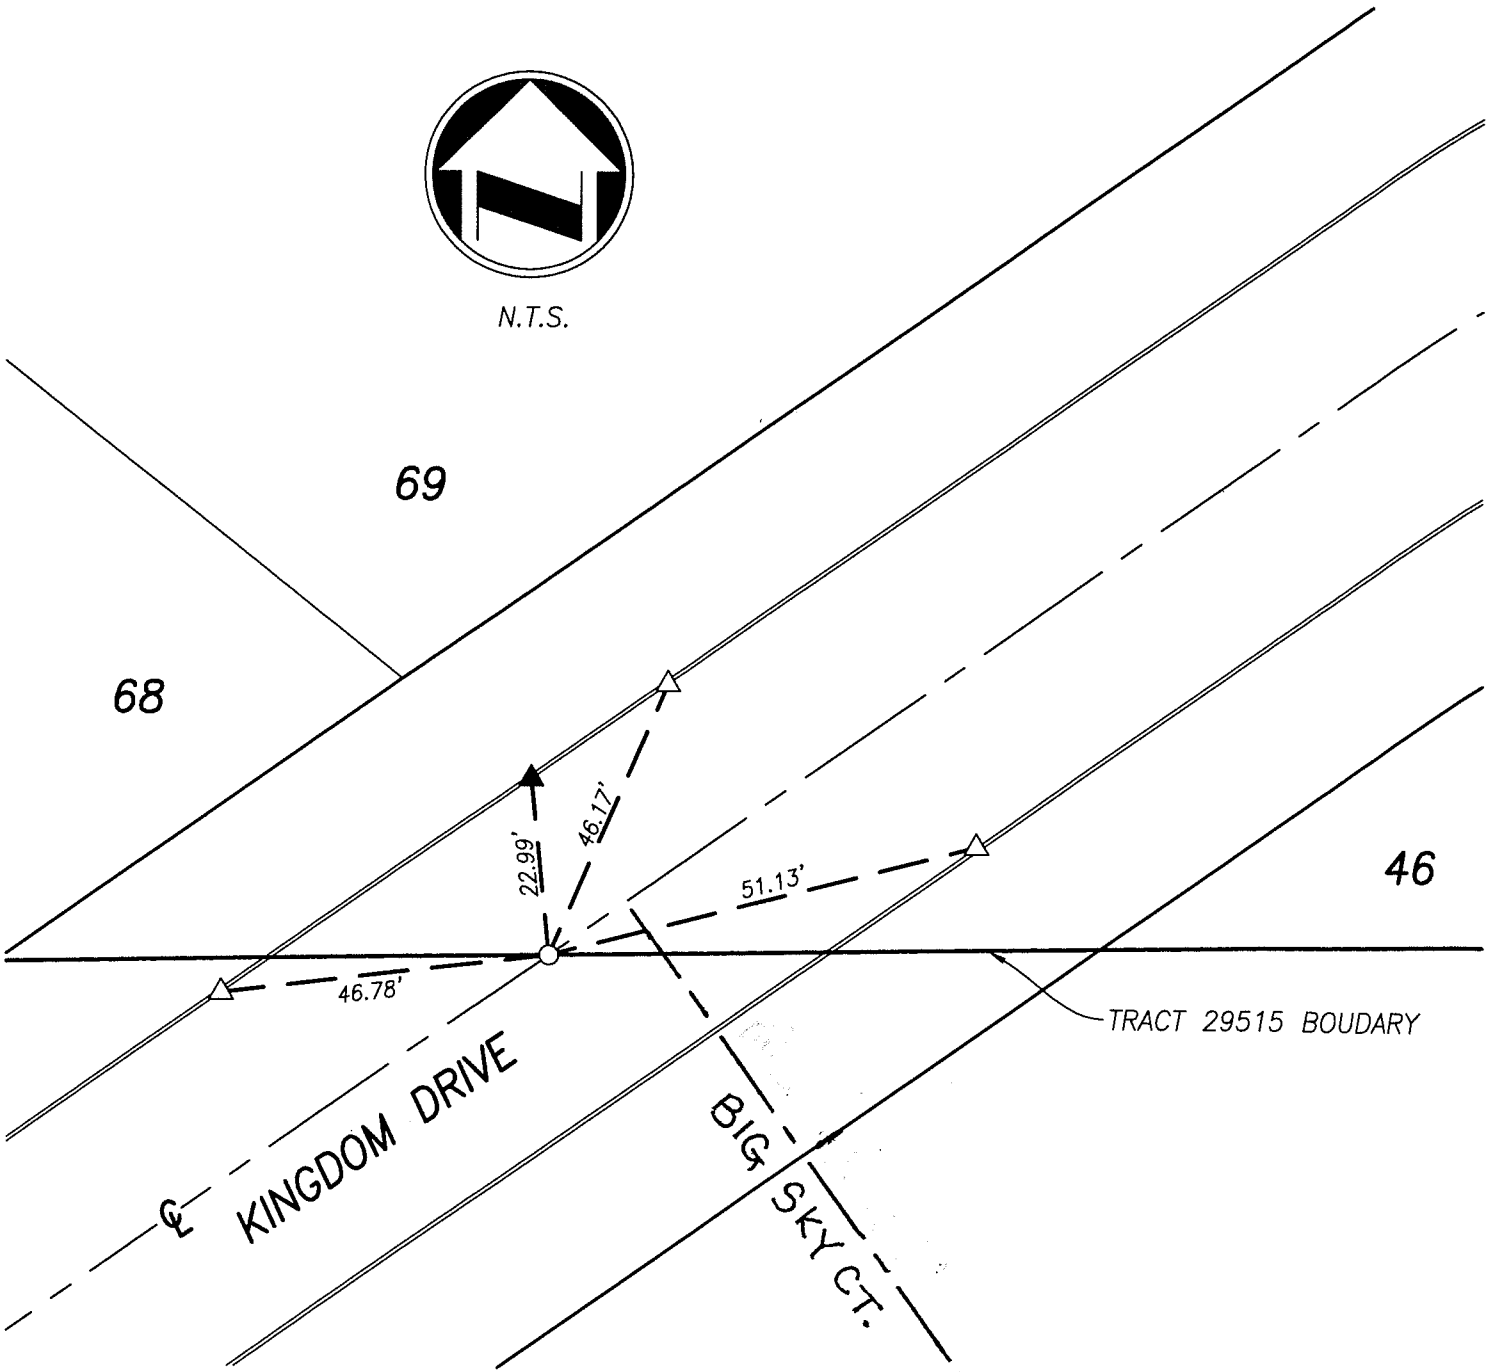 N
N.T.S.
69
68
46.17'
22.99'
51.13'
46
46.78'
TRACT 29515 BOUDARY
℄ KINGDOM DRIVE
BIG SKY CT.